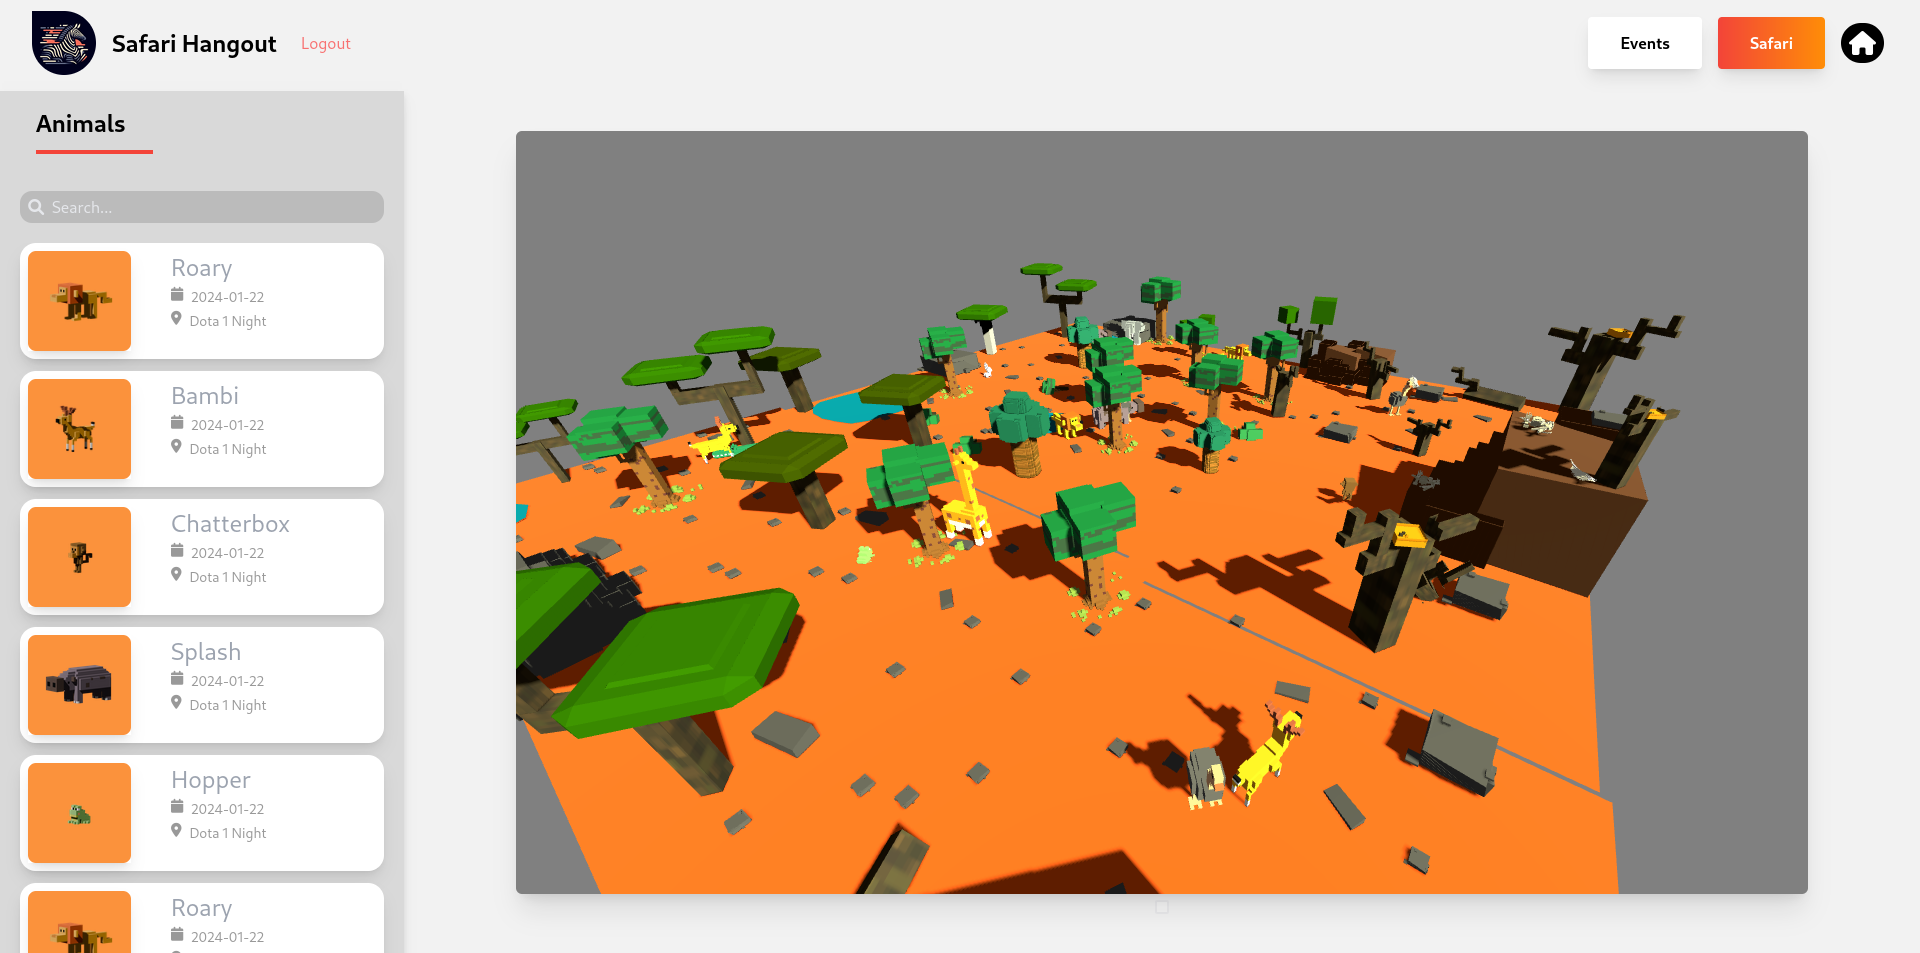 Safari Hangout
Logout
Events
Safari
Animals
Search...
Roary
2024-01-22
Dota 1 Night
Bambi
2024-01-22
Dota 1 Night
Chatterbox
2024-01-22
Dota 1 Night
Splash
2024-01-22
Dota 1 Night
Hopper
2024-01-22
Dota 1 Night
Roary
2024-01-22